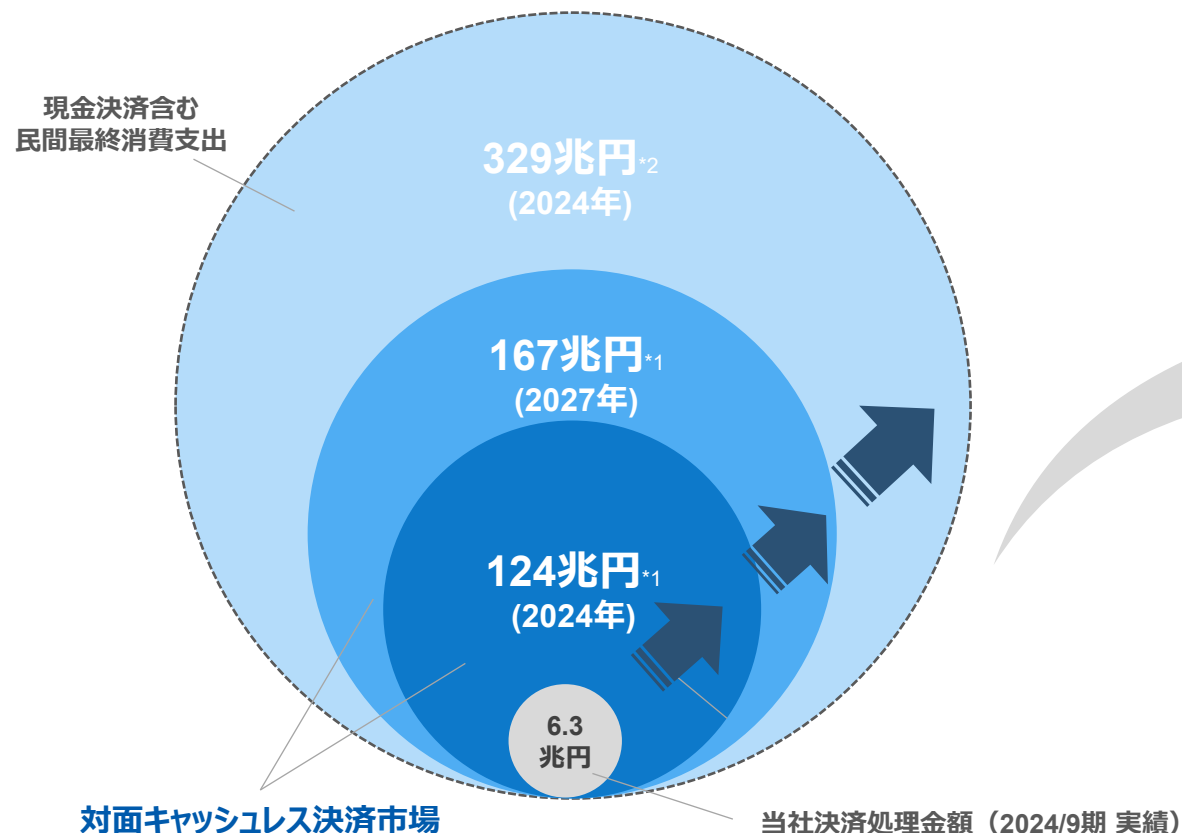 現金決済含む
民間最終消費支出
329兆円*2
(2024年)
167兆円*1
(2027年)
124兆円*1
(2024年)
6.3
兆円
対面キャッシュレス決済市場
当社決済処理金額（2024/9期 実績）